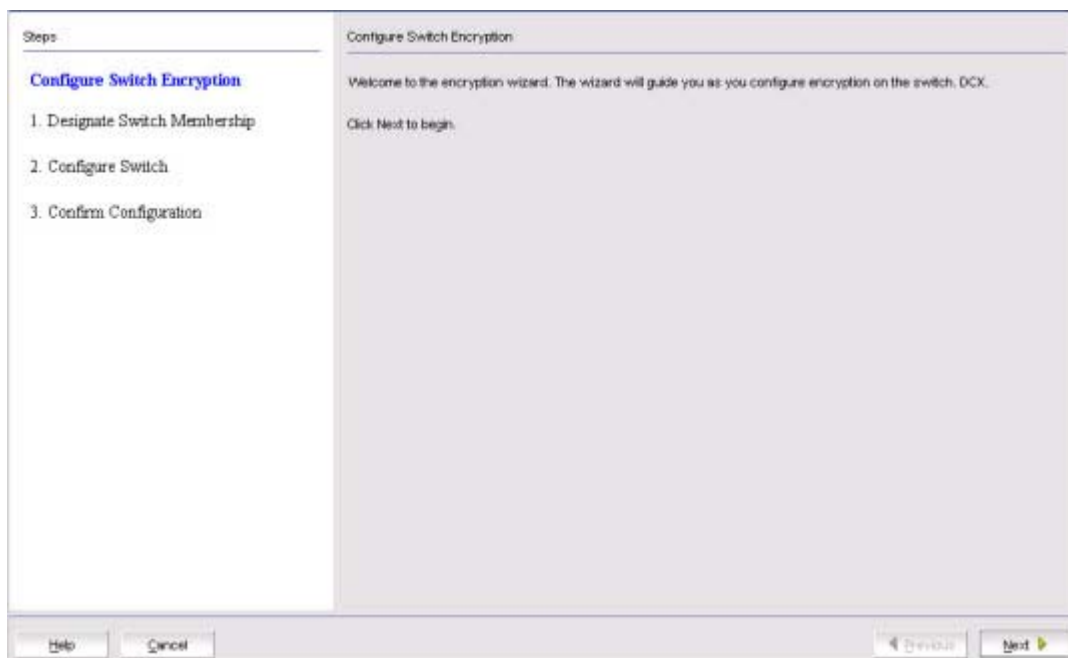 Steps
Configure Switch Encryption
1. Designate Switch Membership
2. Configure Switch
3. Confirm Configuration
Configure Switch Encryption
Welcome to the encryption wizard. The wizard will guide you as you configure encryption on the switch, DCX.
Click Next to begin.
Help
Cancel
Previous
Next